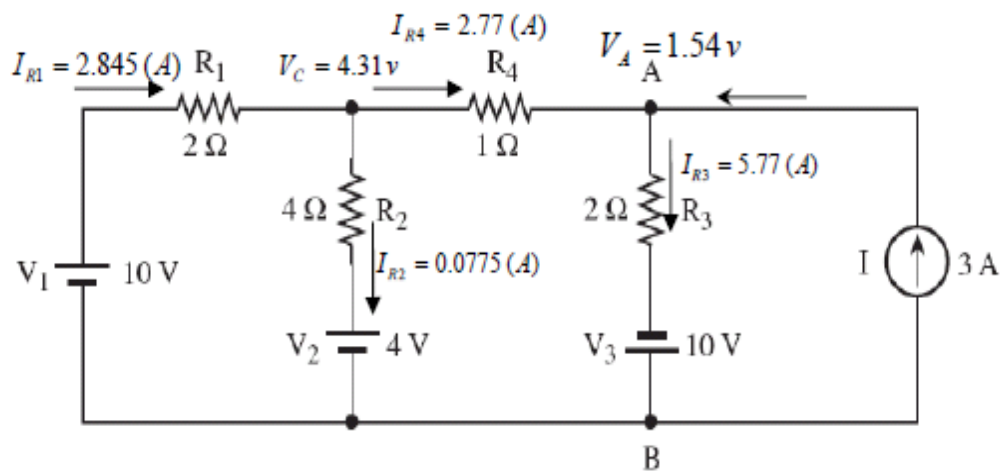 I_R4 = 2.77 (A)
I_R1 = 2.845 (A) R₁ V_C = 4.31v R₄ V_A = 1.54 v
A
2 Ω 1 Ω
I_R3 = 5.77 (A)
4 Ω R₂ 2 Ω R₃
V₁ 10 V I_R2 = 0.0775 (A) I 3 A
V₂ 4 V V₃ 10 V
B